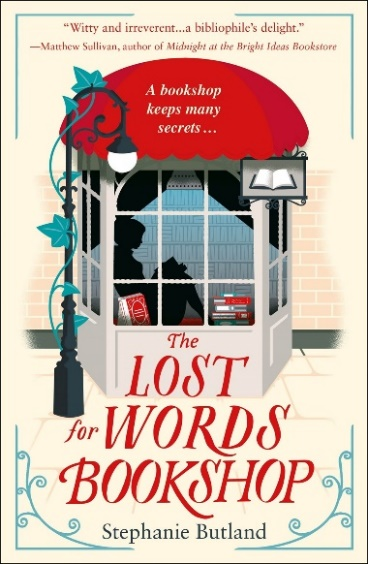 “Witty and irreverent...a bibliophile’s delight.”
—Matthew Sullivan, author of Midnight at the Bright Ideas Bookstore
A bookshop
keeps many
secrets...
The
LOST
for WORDS
BOOKSHOP
Stephanie Butland